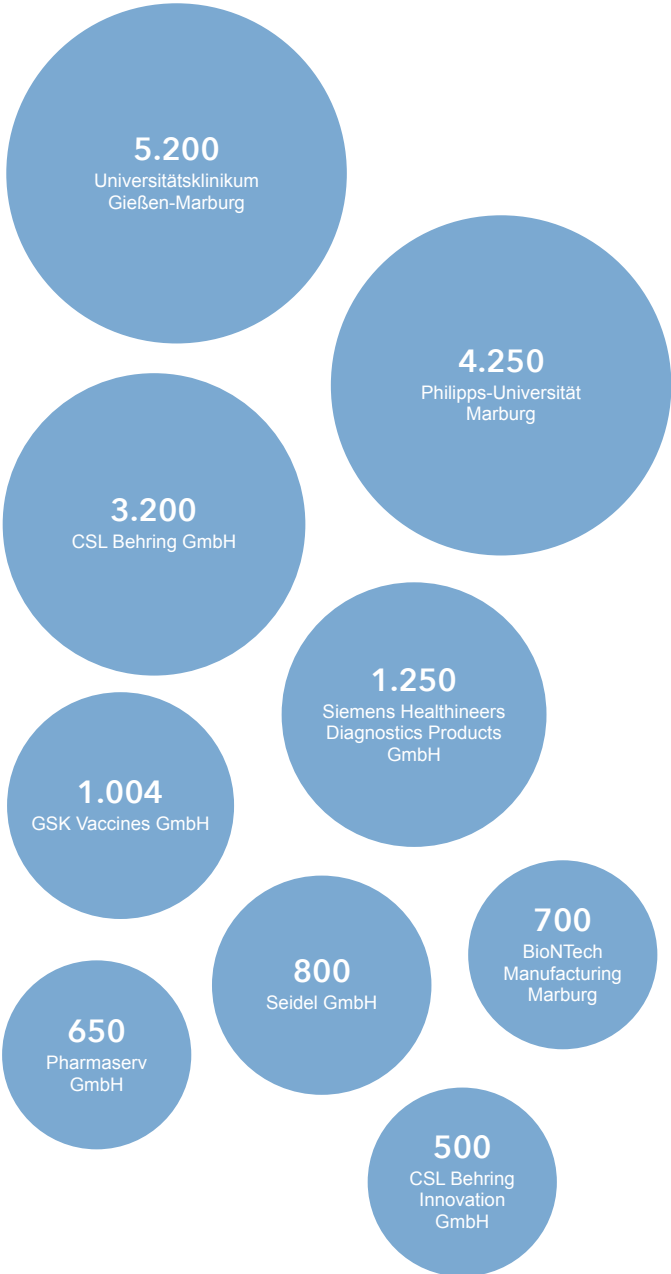 5.200
Universitätsklinikum
Gießen-Marburg
4.250
Philipps-Universität
Marburg
3.200
CSL Behring GmbH
1.250
Siemens Healthineers
Diagnostics Products
GmbH
1.004
GSK Vaccines GmbH
700
BioNTech
Manufacturing
Marburg
800
Seidel GmbH
650
Pharmaserv
GmbH
500
CSL Behring
Innovation
GmbH